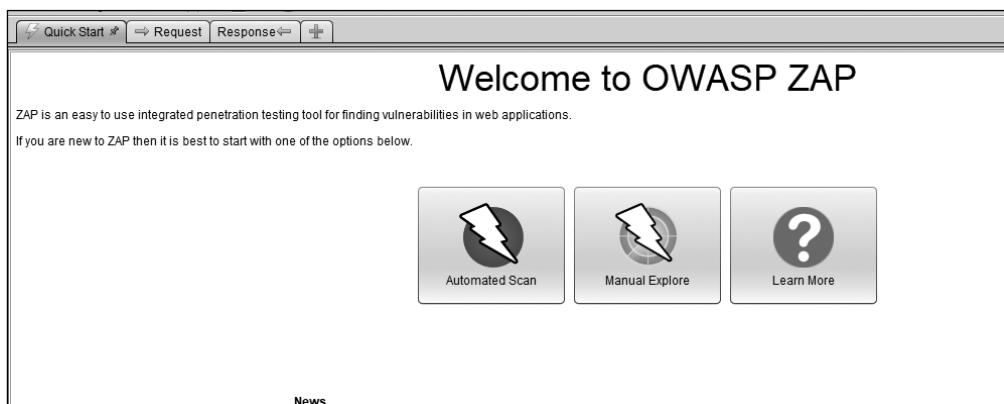 Quick Start Request Response
Welcome to OWASP ZAP
ZAP is an easy to use integrated penetration testing tool for finding vulnerabilities in web applications.
If you are new to ZAP then it is best to start with one of the options below.
Automated Scan Manual Explore Learn More
News